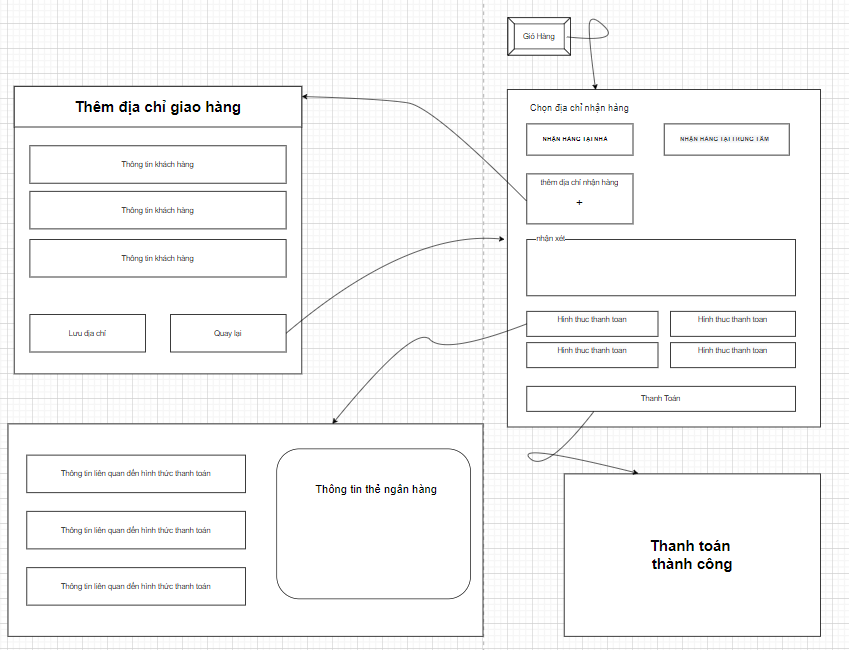 Giỏ Hàng
Thêm địa chỉ giao hàng
Thông tin khách hàng
Thông tin khách hàng
Thông tin khách hàng
Lưu địa chỉ
Quay lại
Chọn địa chỉ nhận hàng
NHẬN HÀNG TẠI NHÀ
NHẬN HÀNG TẠI TRUNG TÂM
thêm địa chỉ nhận hàng
+
nhận xét
Hình thuc thanh toan
Hình thuc thanh toan
Hình thuc thanh toan
Hình thuc thanh toan
Thanh Toán
Thông tin liên quan đến hình thức thanh toán
Thông tin liên quan đến hình thức thanh toán
Thông tin liên quan đến hình thức thanh toán
Thông tin thẻ ngân hàng
Thanh toán
thành công